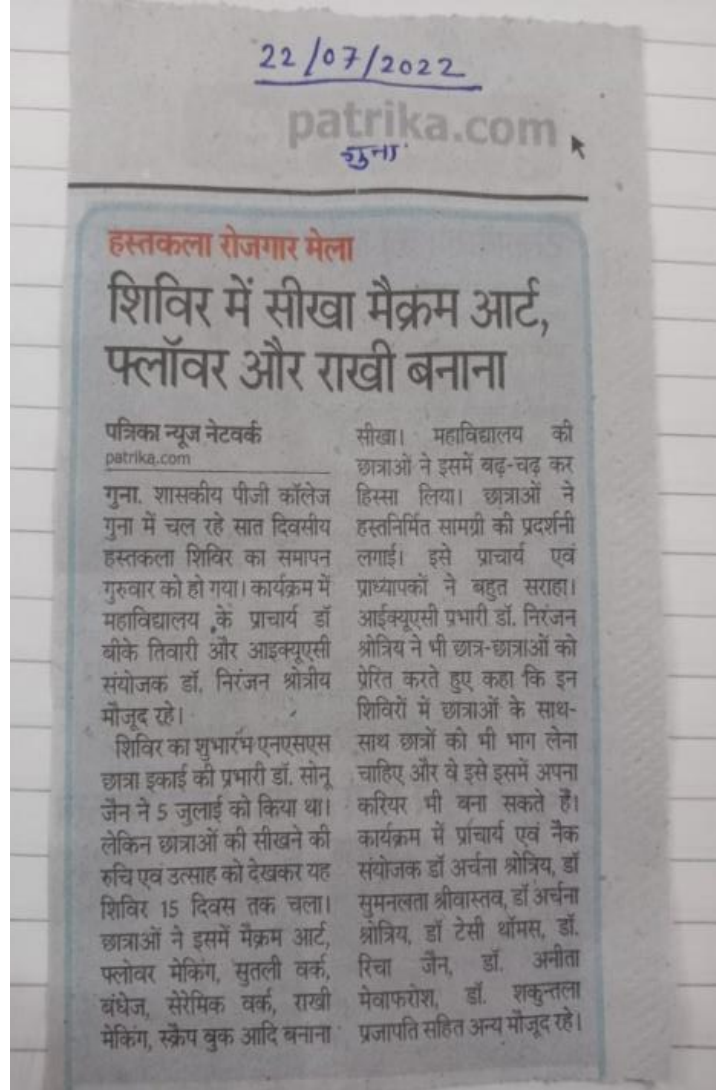 22/07/2022
patrika.com
गुना
हस्तकला रोजगार मेला
शिविर में सीखा मैक्रम आर्ट,
फ्लॉवर और राखी बनाना
पत्रिका न्यूज नेटवर्क
patrika.com
गुना. शासकीय पीजी कॉलेज
गुना में चल रहे सात दिवसीय
हस्तकला शिविर का समापन
गुरुवार को हो गया। कार्यक्रम में
महाविद्यालय के प्राचार्य डॉ
बीके तिवारी और आइक्यूएसी
संयोजक डॉ. निरंजन श्रोत्रीय
मौजूद रहे।
शिविर का शुभारंभ एनएसएस
छात्रा इकाई की प्रभारी डॉ. सोनू
जैन ने 5 जुलाई को किया था।
लेकिन छात्राओं की सीखने की
रुचि एवं उत्साह को देखकर यह
शिविर 15 दिवस तक चला।
छात्राओं ने इसमें मैक्रम आर्ट,
फ्लोवर मेकिंग, सुतली वर्क,
बंधेज, सेरेमिक वर्क, राखी
मेकिंग, स्क्रैप बुक आदि बनाना
सीखा। महाविद्यालय की
छात्राओं ने इसमें बढ़-चढ़ कर
हिस्सा लिया। छात्राओं ने
हस्तनिर्मित सामग्री की प्रदर्शनी
लगाई। इसे प्राचार्य एवं
प्राध्यापकों ने बहुत सराहा।
आईक्यूएसी प्रभारी डॉ. निरंजन
श्रोत्रिय ने भी छात्र-छात्राओं को
प्रेरित करते हुए कहा कि इन
शिविरों में छात्राओं के साथ-
साथ छात्रों को भी भाग लेना
चाहिए और वे इसे इसमें अपना
करियर भी बना सकते हैं।
कार्यक्रम में प्राचार्य एवं नैक
संयोजक डॉ अर्चना श्रोत्रिय, डॉ
सुमनलता श्रीवास्तव, डॉ अर्चना
श्रोत्रिय, डॉ टेसी थॉमस, डॉ.
रिचा जैन, डॉ. अनीता
मेवाफरोश, डॉ. शकुन्तला
प्रजापति सहित अन्य मौजूद रहे।